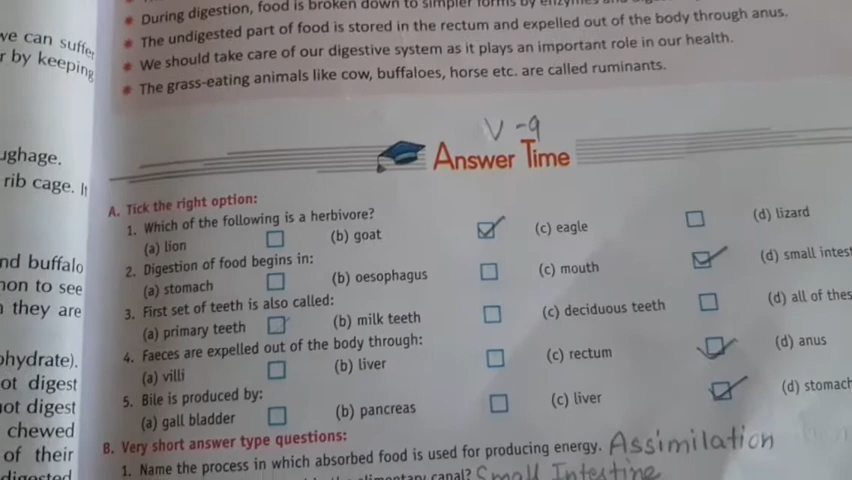 During digestion, food is broken down to simpler forms by enzymes and
The undigested part of food is stored in the rectum and expelled out of the body through anus.
we can suffer
We should take care of our digestive system as it plays an important role in our health.
r by keeping
The grass-eating animals like cow, buffaloes, horse etc. are called ruminants.
V -9
ughage.
Answer Time
rib cage. It
A. Tick the right option:
1. Which of the following is a herbivore?
(a) lion (b) goat (c) eagle (d) lizard
nd buffalo
2. Digestion of food begins in:
non to see
(a) stomach (b) oesophagus (c) mouth (d) small intest
they are
3. First set of teeth is also called:
(a) primary teeth (b) milk teeth (c) deciduous teeth (d) all of thes
4. Faeces are expelled out of the body through:
ohydrate).
(a) villi (b) liver (c) rectum (d) anus
ot digest
5. Bile is produced by:
not digest
(a) gall bladder (b) pancreas (c) liver (d) stomach
chewed
B. Very short answer type questions:
of their
1. Name the process in which absorbed food is used for producing energy. Assimilation
digested
canal? Small Intestine